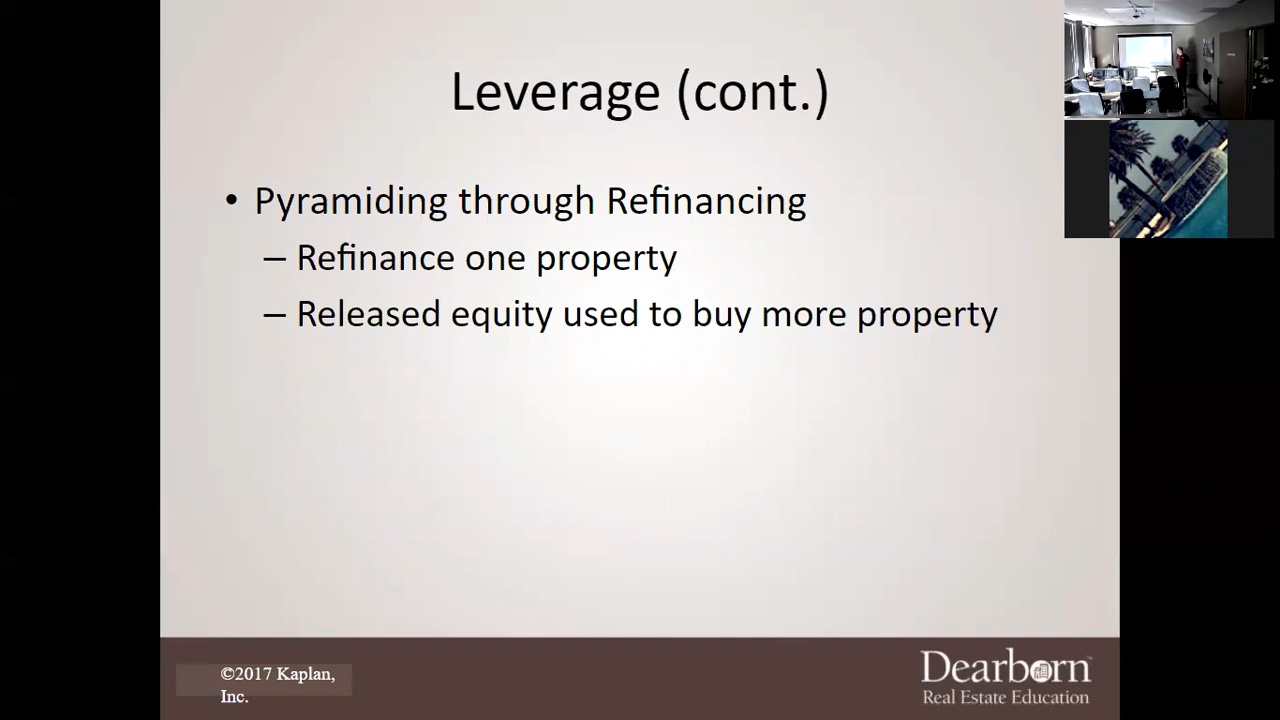 Leverage (cont.)
• Pyramiding through Refinancing
– Refinance one property
– Released equity used to buy more property
©2017 Kaplan,
Inc.
Dearborn™
Real Estate Education